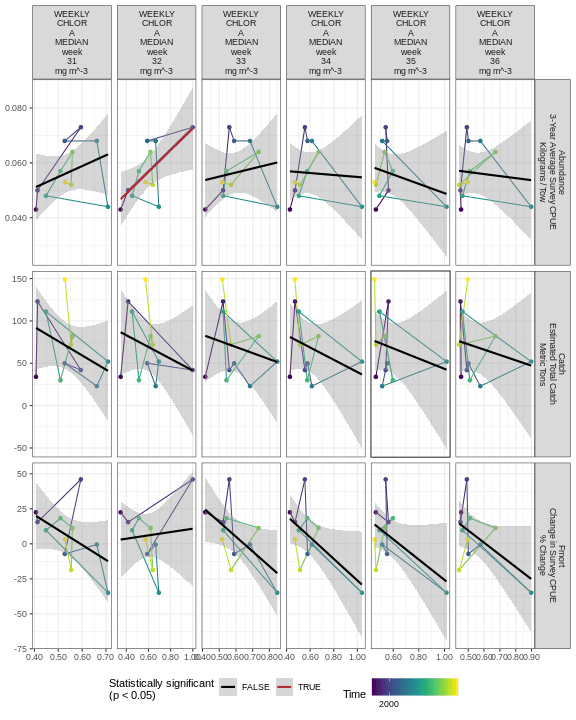 WEEKLY
CHLOR
A
MEDIAN
week
31
mg m^-3
WEEKLY
CHLOR
A
MEDIAN
week
32
mg m^-3
WEEKLY
CHLOR
A
MEDIAN
week
33
mg m^-3
WEEKLY
CHLOR
A
MEDIAN
week
34
mg m^-3
WEEKLY
CHLOR
A
MEDIAN
week
35
mg m^-3
WEEKLY
CHLOR
A
MEDIAN
week
36
mg m^-3
0.080
0.060
0.040
Abundance
3-Year Average Survey CPUE
Kilograms / Tow
150
100
50
0
-50
Catch
Estimated Total Catch
Metric Tons
50
25
0
-25
-50
-75
Fmort
Change in Survey CPUE
% Change
0.40 0.50 0.60 0.70
0.40 0.60 0.80 1.00
0.400.500.600.700.80
0.40 0.60 0.80 1.00
0.60 0.80 1.00
0.500.600.700.800.90
Statistically significant
(p < 0.05)
FALSE
TRUE
Time
2000